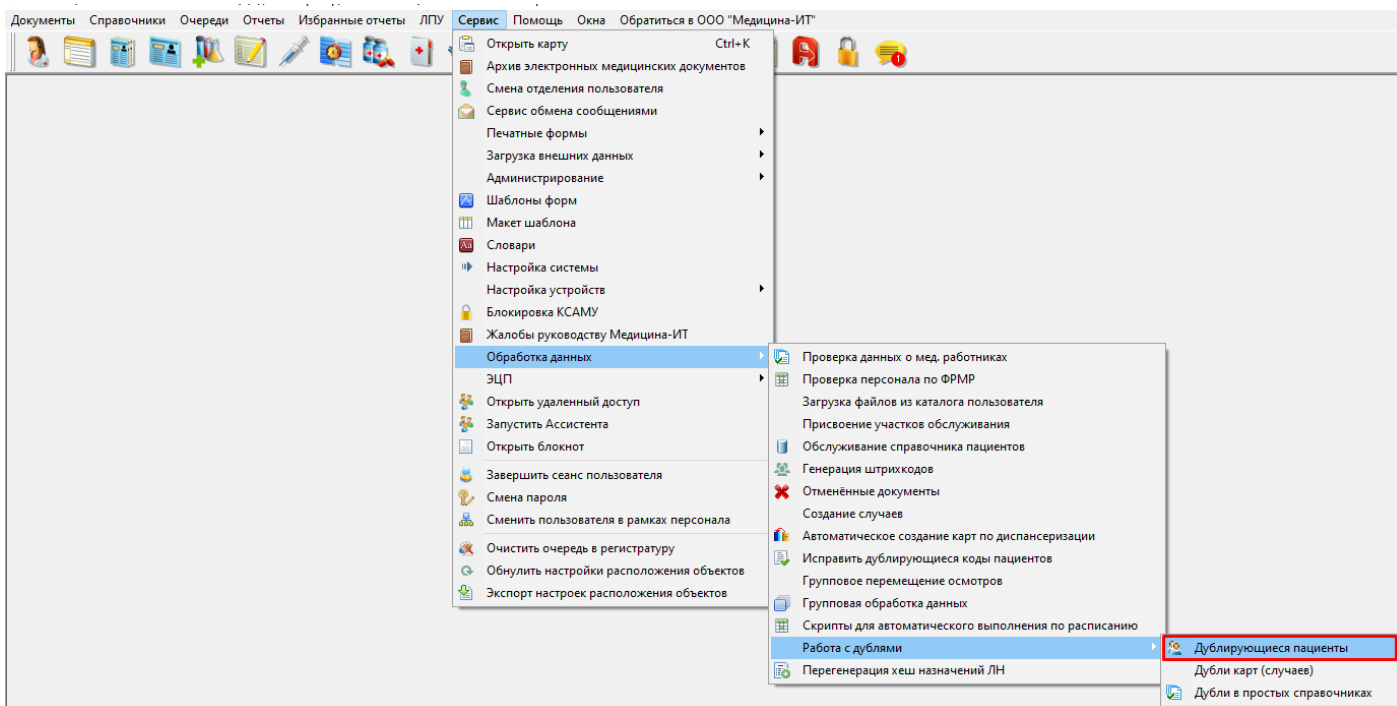 Документы Справочники Очереди Отчеты Избранные отчеты ЛПУ Сервис Помощь Окна Обратиться в ООО "Медицина-ИТ"
1
Открыть карту Ctrl+K
Архив электронных медицинских документов
Смена отделения пользователя
Сервис обмена сообщениями
Печатные формы
Загрузка внешних данных
Администрирование
Шаблоны форм
Макет шаблона
Словари
Настройка системы
Настройка устройств
Блокировка КСАМУ
Жалобы руководству Медицина-ИТ
Обработка данных
ЭЦП
Открыть удаленный доступ
Запустить Ассистента
Открыть блокнот
Завершить сеанс пользователя
Смена пароля
Сменить пользователя в рамках персонала
Очистить очередь в регистратуру
Обнулить настройки расположения объектов
Экспорт настроек расположения объектов
Проверка данных о мед. работниках
Проверка персонала по ФРМР
Загрузка файлов из каталога пользователя
Присвоение участков обслуживания
Обслуживание справочника пациентов
Генерация штрихкодов
Отменённые документы
Создание случаев
Автоматическое создание карт по диспансеризации
Исправить дублирующиеся коды пациентов
Групповое перемещение осмотров
Групповая обработка данных
Скрипты для автоматического выполнения по расписанию
Работа с дублями
Перегенерация хеш назначений ЛН
Дублирующиеся пациенты
Дубли карт (случаев)
Дубли в простых справочниках